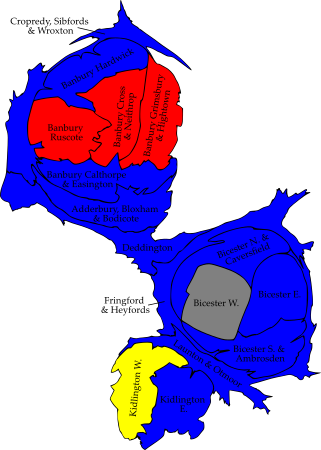 Cropredy, Sibfords
& Wroxton
Banbury Hardwick
Banbury
Ruscote
Banbury Cross
& Neithrop
Banbury Grimsbury
& Hightown
Banbury Calthorpe
& Easington
Adderbury, Bloxham
& Bodicote
Deddington
Bicester N. &
Caversfield
Fringford
& Heyfords
Bicester W.
Bicester E.
Bicester S. &
Ambrosden
Launton & Otmoor
Kidlington W.
Kidlington
E.